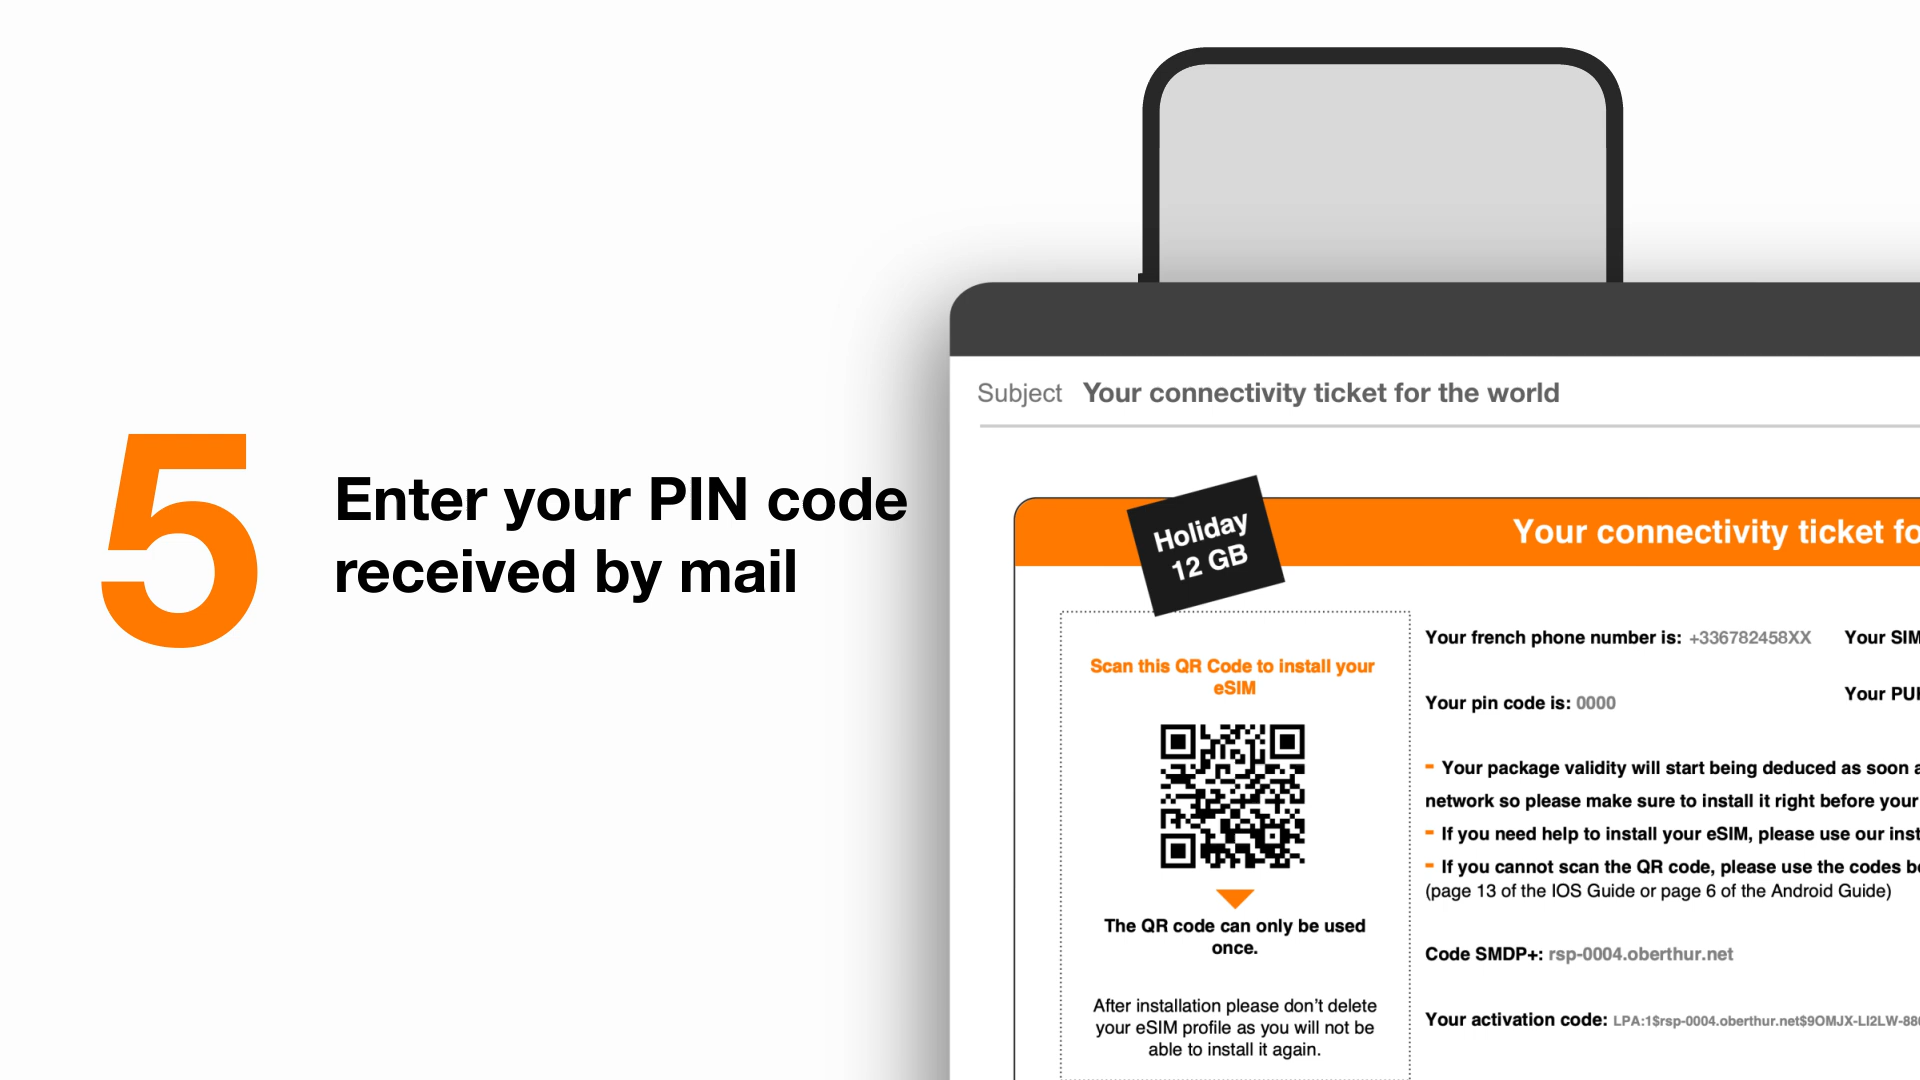 5
Enter your PIN code
received by mail
Subject Your connectivity ticket for the world
Holiday
12 GB
Your connectivity ticket fo
Scan this QR Code to install your
eSIM
The QR code can only be used
once.
After installation please don’t delete
your eSIM profile as you will not be
able to install it again.
Your french phone number is: +336782458XX Your SIM
Your pin code is: 0000
Your PUK
- Your package validity will start being deduced as soon a
network so please make sure to install it right before your
- If you need help to install your eSIM, please use our inst
- If you cannot scan the QR code, please use the codes be
(page 13 of the IOS Guide or page 6 of the Android Guide)
Code SMDP+: rsp-0004.oberthur.net
Your activation code: LPA:1$rsp-0004.oberthur.net$9OMJX-LI2LW-88